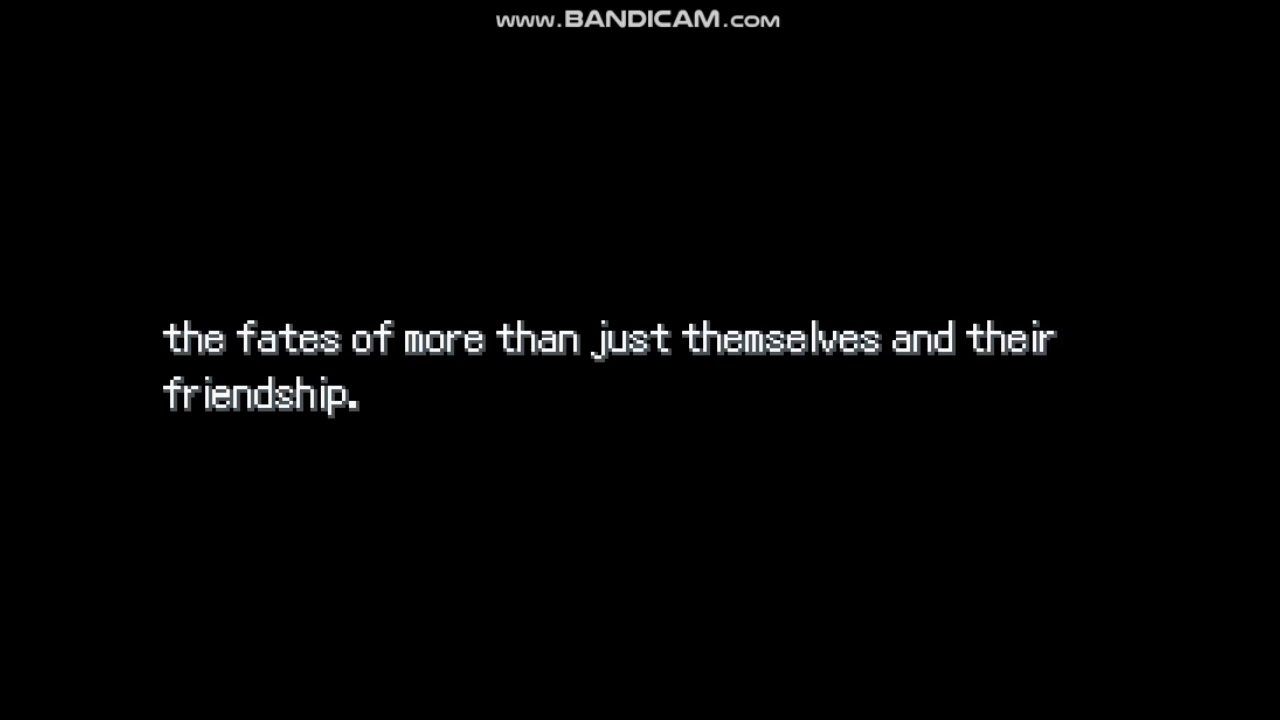 www.BANDICAM.com
the fates of more than just themselves and their
friendship.